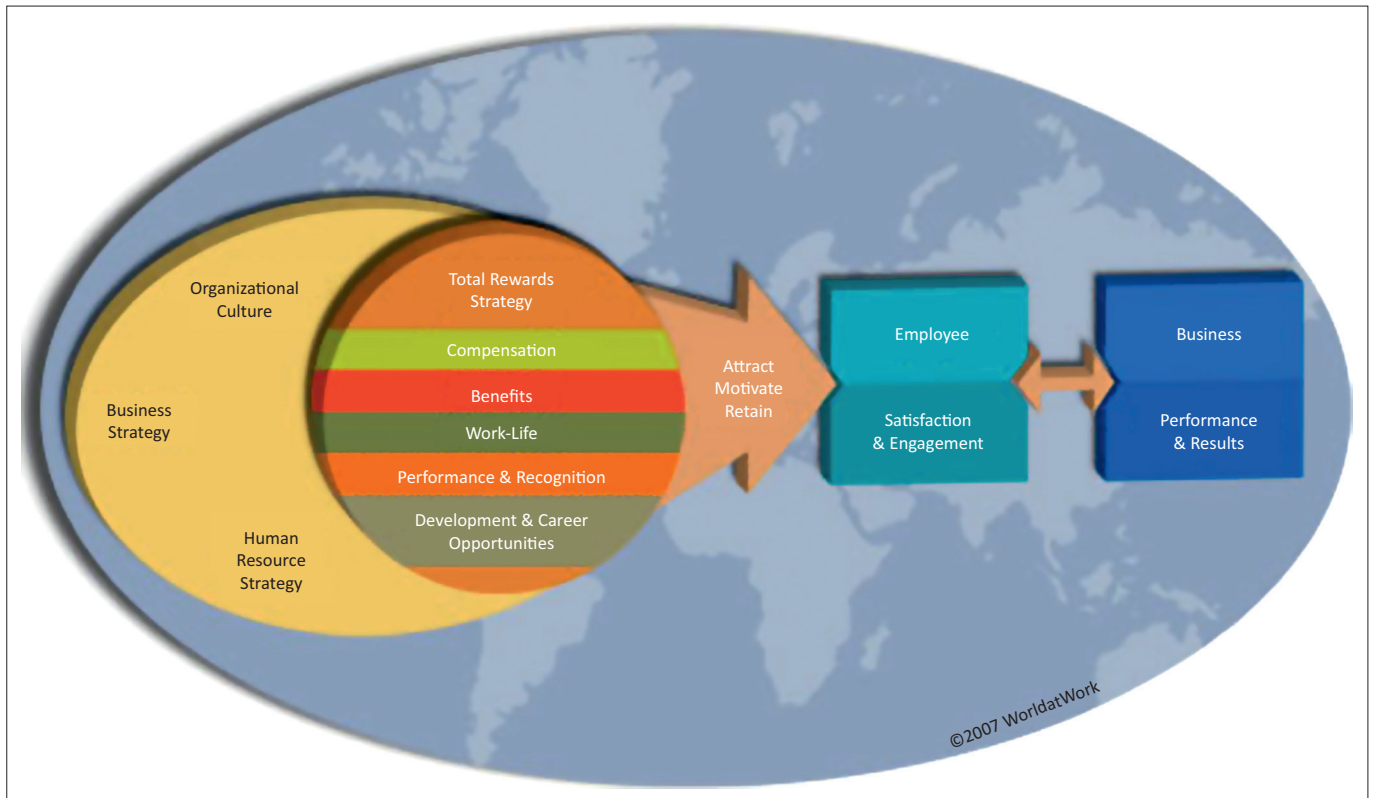 Organizational
Culture
Business
Strategy
Human
Resource
Strategy
Total Rewards
Strategy
Compensation
Benefits
Work-Life
Performance & Recognition
Development & Career
Opportunities
Attract
Motivate
Retain
Employee
Satisfaction
& Engagement
Business
Performance
& Results
©2007 WorldatWork